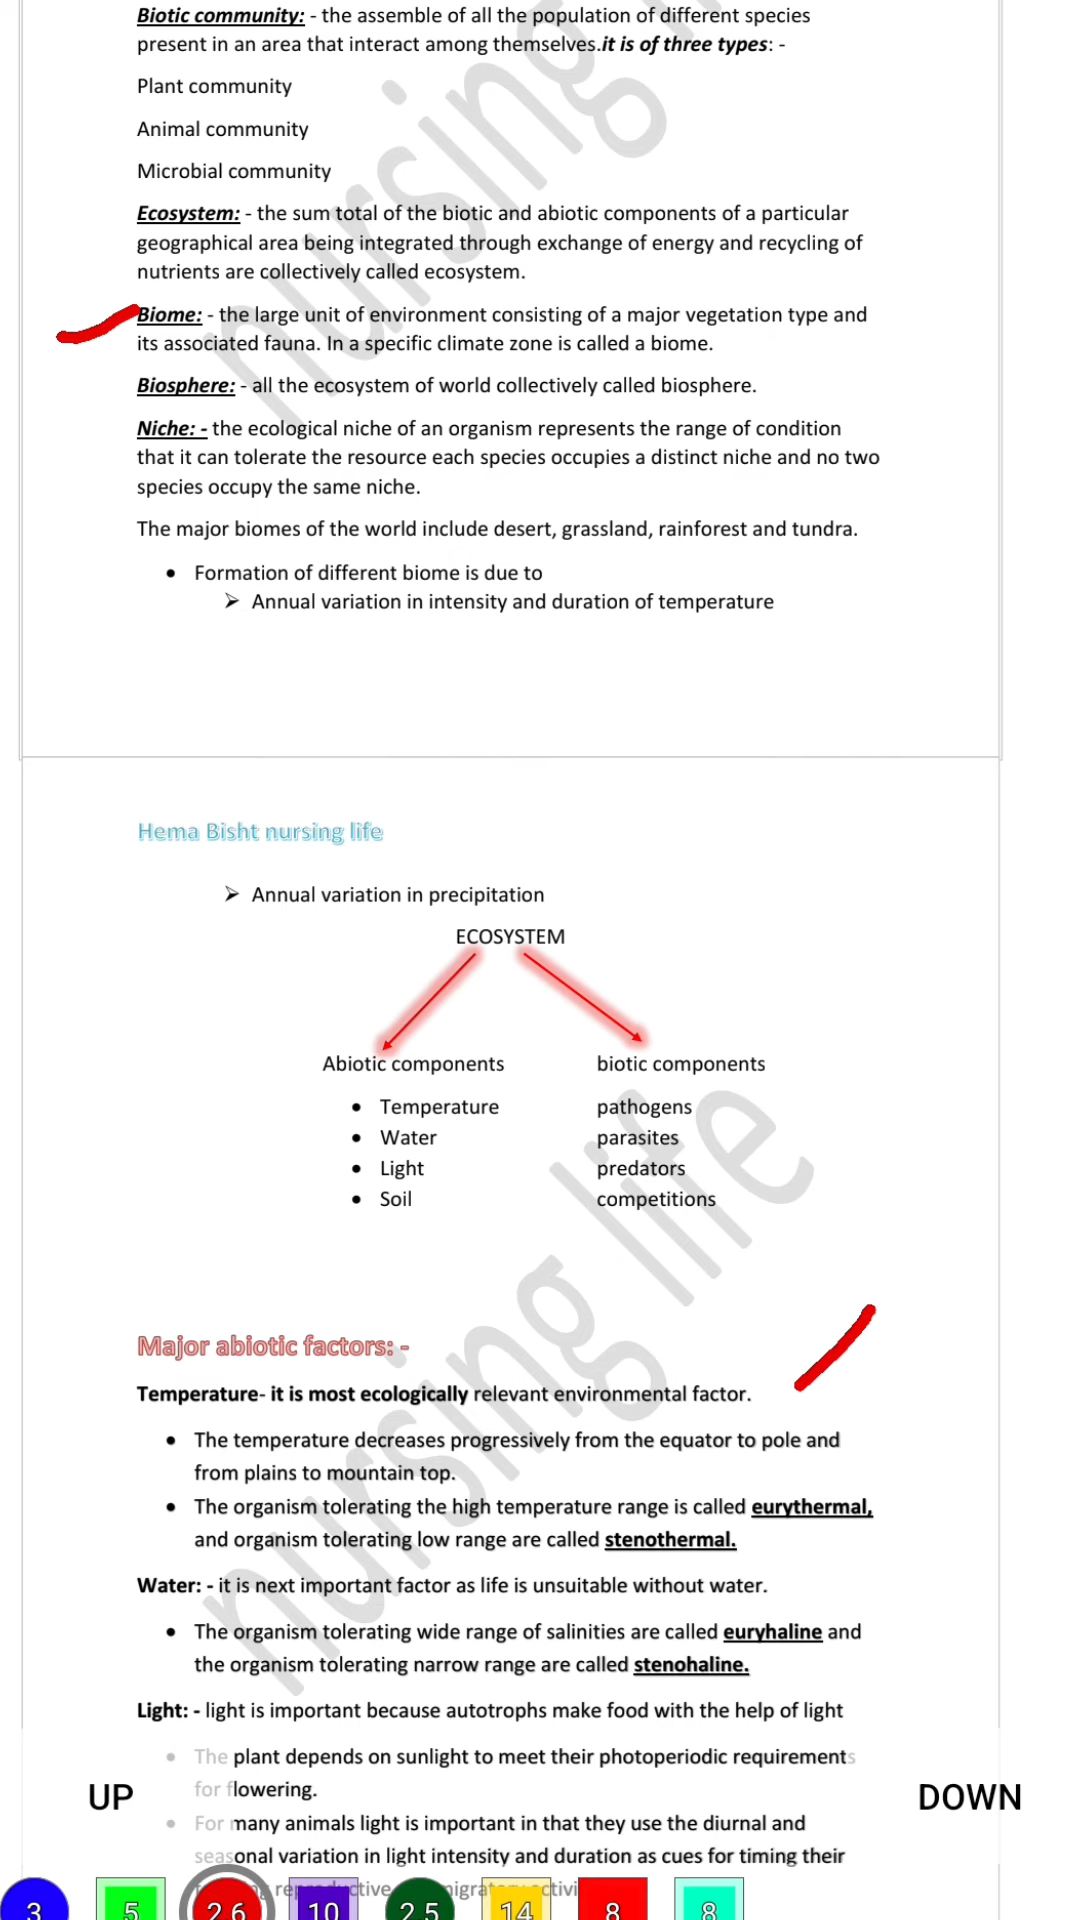 Biotic community: - the assemble of all the population of different species
present in an area that interact among themselves.it is of three types: -
Plant community
Animal community
Microbial community
Ecosystem: - the sum total of the biotic and abiotic components of a particular
geographical area being integrated through exchange of energy and recycling of
nutrients are collectively called ecosystem.
Biome: - the large unit of environment consisting of a major vegetation type and
its associated fauna. In a specific climate zone is called a biome.
Biosphere: - all the ecosystem of world collectively called biosphere.
Niche: - the ecological niche of an organism represents the range of condition
that it can tolerate the resource each species occupies a distinct niche and no two
species occupy the same niche.
The major biomes of the world include desert, grassland, rainforest and tundra.
• Formation of different biome is due to
➢ Annual variation in intensity and duration of temperature
nursing
Hema Bisht nursing life
➢ Annual variation in precipitation
ECOSYSTEM
Abiotic components biotic components
• Temperature pathogens
• Water parasites
• Light predators
• Soil competitions
nursing life
Major abiotic factors: -
Temperature- it is most ecologically relevant environmental factor.
• The temperature decreases progressively from the equator to pole and
from plains to mountain top.
• The organism tolerating the high temperature range is called eurythermal,
and organism tolerating low range are called stenothermal.
Water: - it is next important factor as life is unsuitable without water.
• The organism tolerating wide range of salinities are called euryhaline and
the organism tolerating narrow range are called stenohaline.
Light: - light is important because autotrophs make food with the help of light
• The plant depends on sunlight to meet their photoperiodic requirements
for flowering.
• For many animals light is important in that they use the diurnal and
seasonal variation in light intensity and duration as cues for timing their
UP DOWN
3 5 2.6 10 2.5 14 8 8